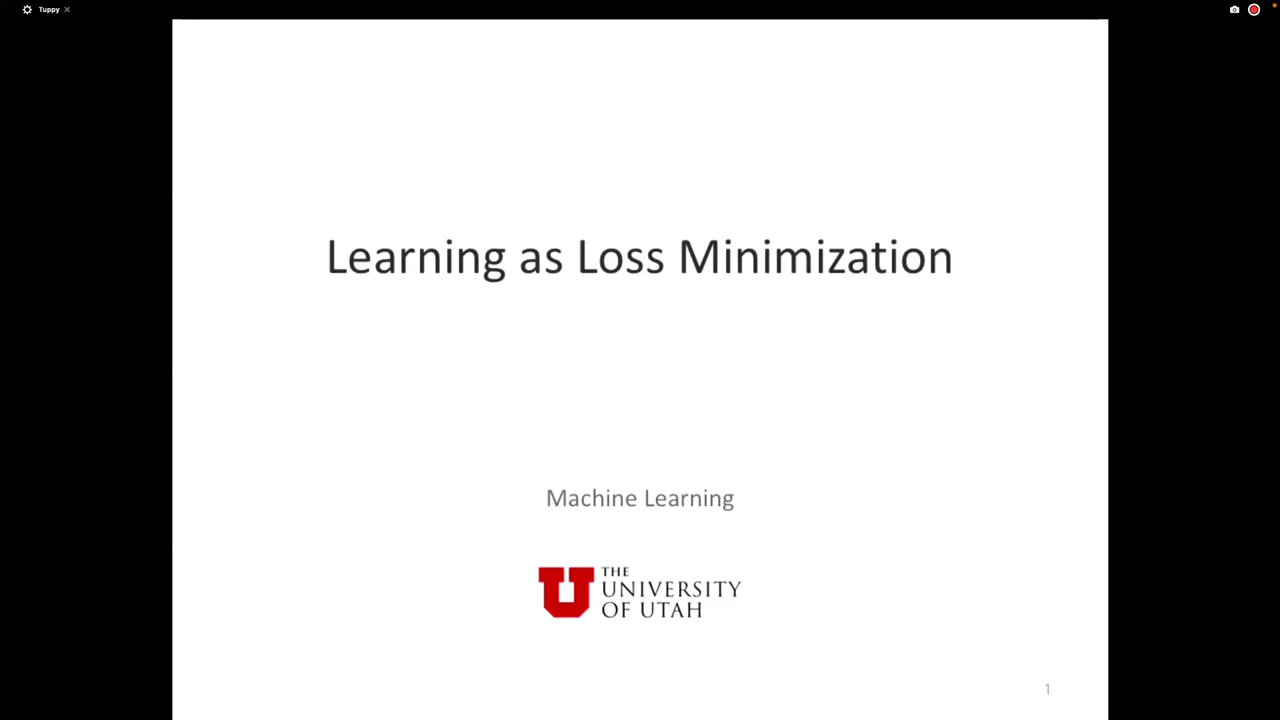 Tuppy
Learning as Loss Minimization
Machine Learning
THE
UNIVERSITY
OF UTAH
1